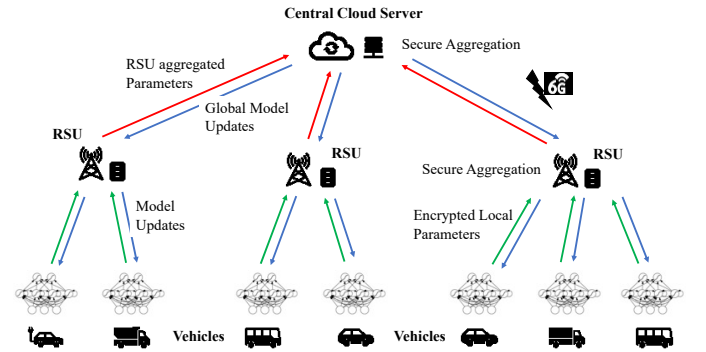 Central Cloud Server
Secure Aggregation
RSU aggregated
Parameters
6G
Global Model
Updates
RSU
RSU
RSU
Secure Aggregation
Model
Updates
Encrypted Local
Parameters
Vehicles
Vehicles